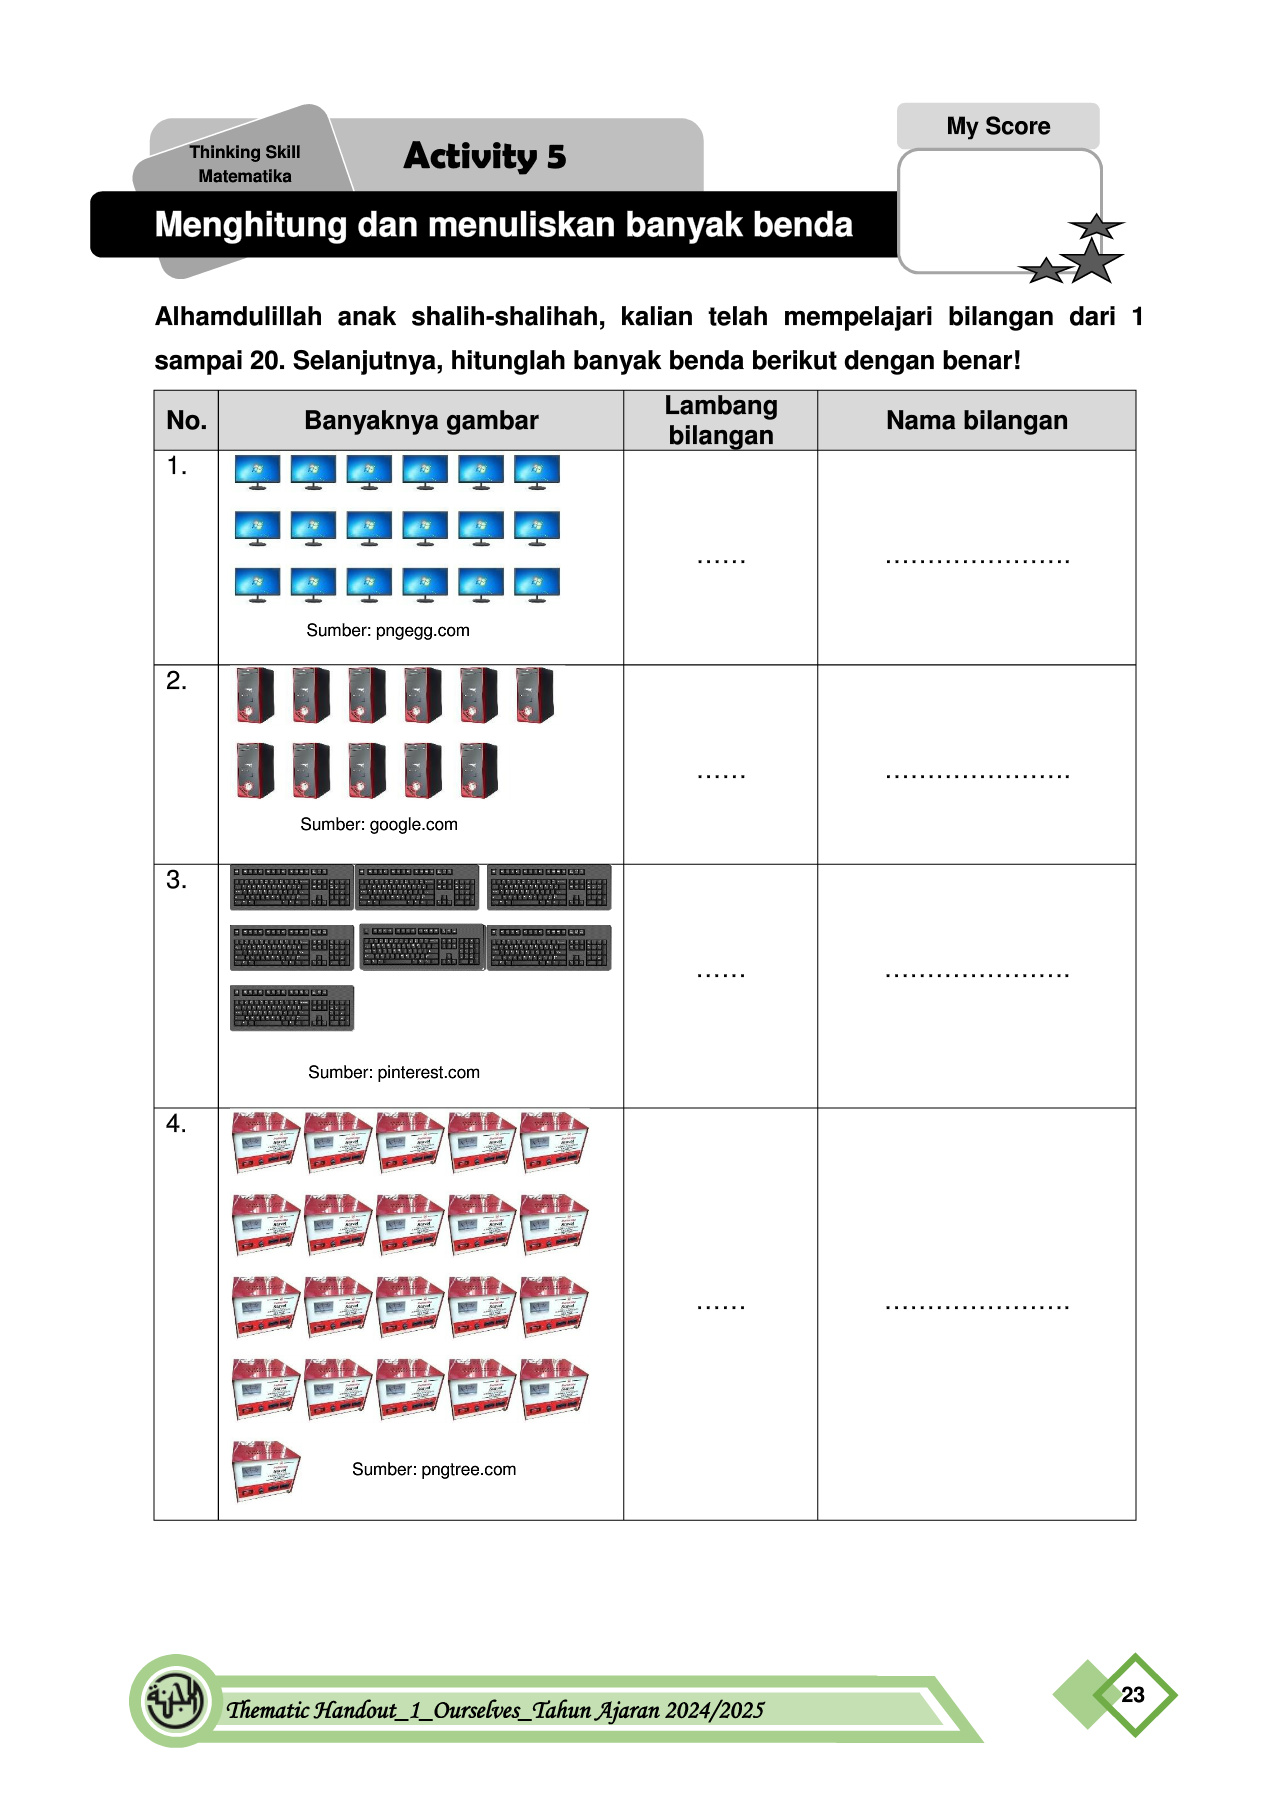 Thinking Skill
Matematika
Activity 5
My Score
Menghitung dan menuliskan banyak benda
Alhamdulillah anak shalih-shalihah, kalian telah mempelajari bilangan dari 1
sampai 20. Selanjutnya, hitunglah banyak benda berikut dengan benar!
No.
Banyaknya gambar
Lambang
bilangan
Nama bilangan
1.
Sumber: pngegg.com
......
......................
2.
Sumber: google.com
......
......................
3.
Sumber: pinterest.com
......
......................
4.
Sumber: pngtree.com
......
......................
Thematic Handout_1_Ourselves_Tahun Ajaran 2024/2025
23